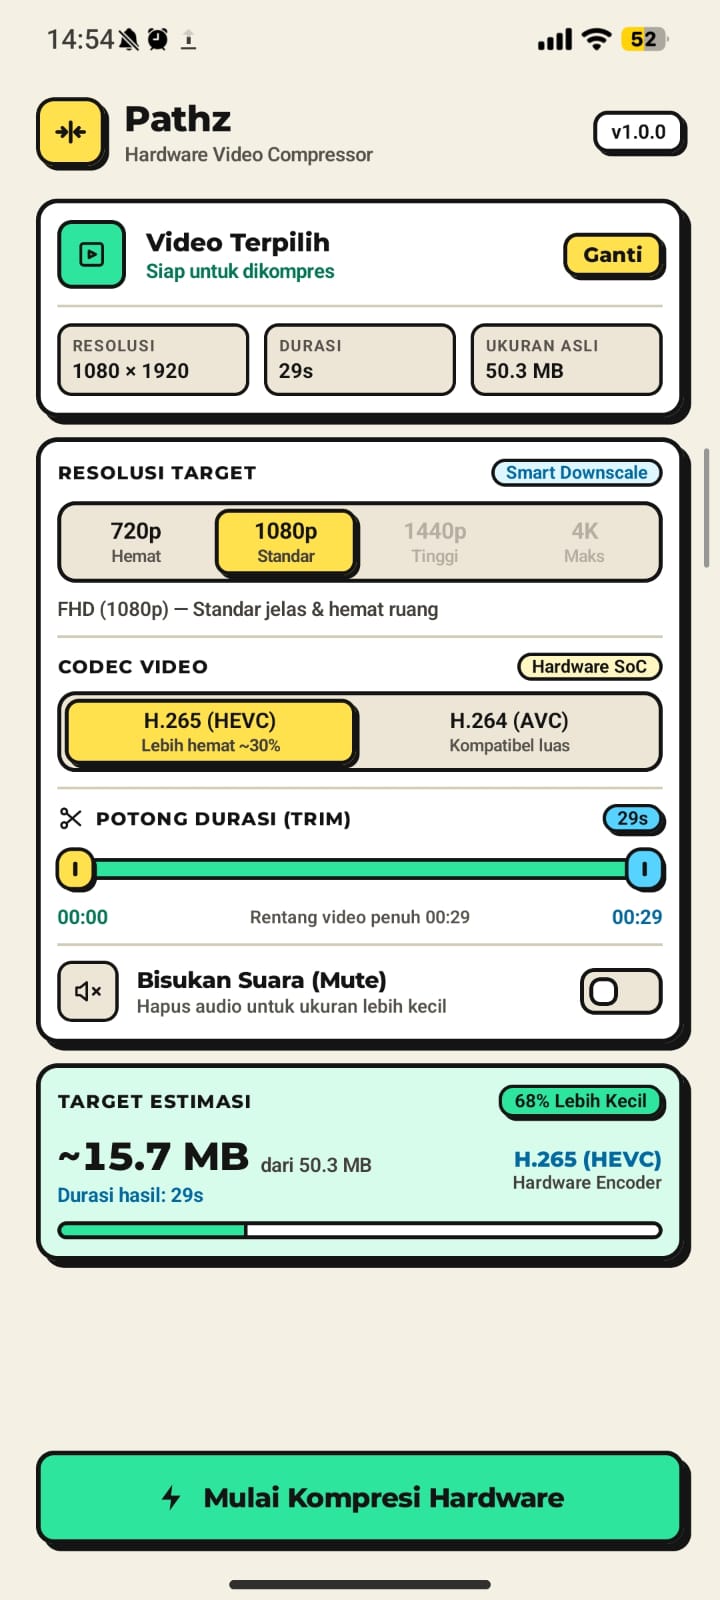 14:54
52
Pathz
Hardware Video Compressor
v1.0.0
Video Terpilih
Siap untuk dikompres
Ganti
RESOLUSI
1080 × 1920
DURASI
29s
UKURAN ASLI
50.3 MB
RESOLUSI TARGET
Smart Downscale
720p
Hemat
1080p
Standar
1440p
Tinggi
4K
Maks
FHD (1080p) — Standar jelas & hemat ruang
CODEC VIDEO
Hardware SoC
H.265 (HEVC)
Lebih hemat ~30%
H.264 (AVC)
Kompatibel luas
POTONG DURASI (TRIM)
29s
00:00
Rentang video penuh 00:29
00:29
Bisukan Suara (Mute)
Hapus audio untuk ukuran lebih kecil
TARGET ESTIMASI
68% Lebih Kecil
~15.7 MB dari 50.3 MB
H.265 (HEVC)
Durasi hasil: 29s
Hardware Encoder
Mulai Kompresi Hardware